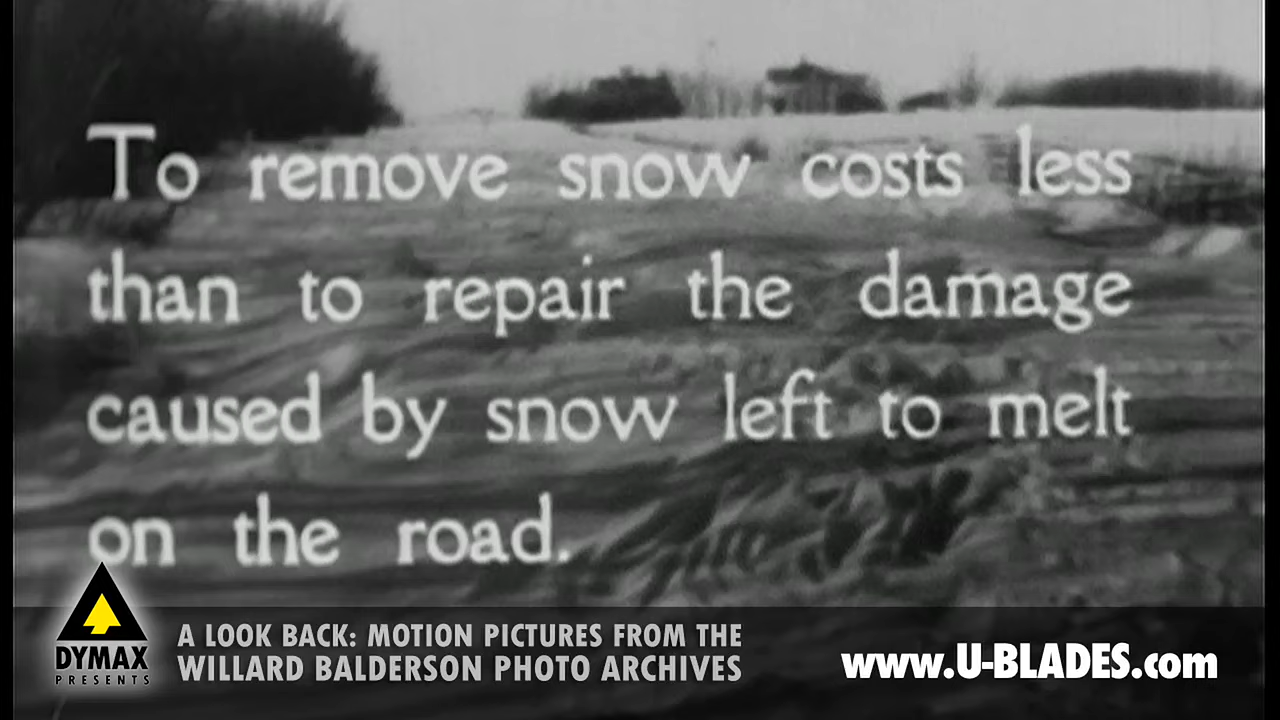 To remove snow costs less
than to repair the damage
caused by snow left to melt
on the road.
DYMAX
PRESENTS
A LOOK BACK: MOTION PICTURES FROM THE
WILLARD BALDERSON PHOTO ARCHIVES
www.U-BLADES.com